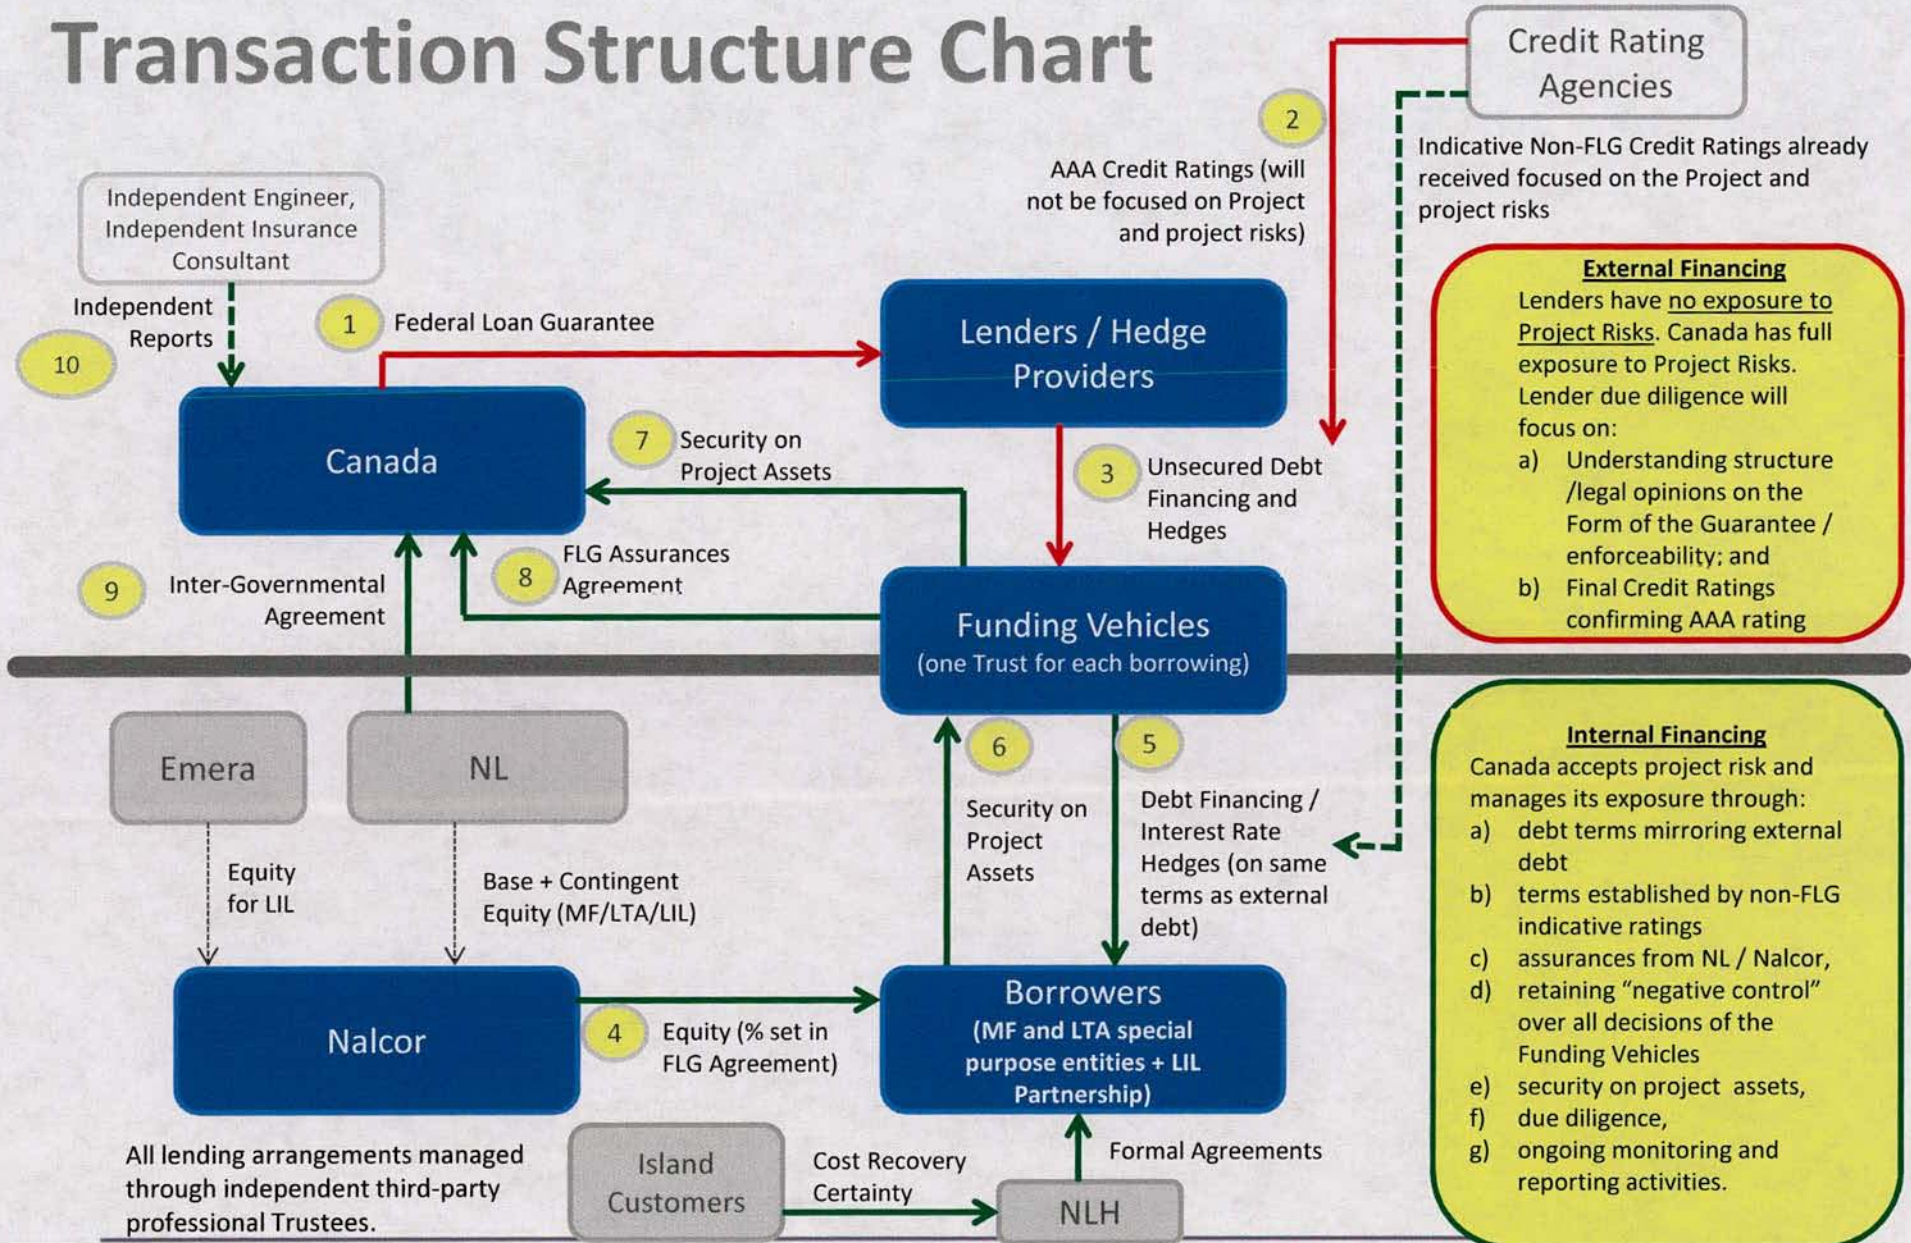 Transaction Structure Chart
Credit Rating
Agencies
2
AAA Credit Ratings (will
not be focused on Project
and project risks)
Indicative Non-FLG Credit Ratings already
received focused on the Project and
project risks
Independent Engineer,
Independent Insurance
Consultant
Independent
Reports
10
1
Federal Loan Guarantee
Lenders / Hedge
Providers
External Financing
Lenders have no exposure to
Project Risks. Canada has full
exposure to Project Risks.
Lender due diligence will
focus on:
a) Understanding structure
/legal opinions on the
Form of the Guarantee /
enforceability; and
b) Final Credit Ratings
confirming AAA rating
Canada
7
Security on
Project Assets
3
Unsecured Debt
Financing and
Hedges
9
Inter-Governmental
Agreement
8
FLG Assurances
Agreement
Funding Vehicles
(one Trust for each borrowing)
Emera
NL
6
5
Security on
Project
Assets
Debt Financing /
Interest Rate
Hedges (on same
terms as external
debt)
Internal Financing
Canada accepts project risk and
manages its exposure through:
a) debt terms mirroring external
debt
b) terms established by non-FLG
indicative ratings
c) assurances from NL / Nalcor,
d) retaining “negative control”
over all decisions of the
Funding Vehicles
e) security on project assets,
f) due diligence,
g) ongoing monitoring and
reporting activities.
Equity
for LIL
Base + Contingent
Equity (MF/LTA/LIL)
Nalcor
4
Equity (% set in
FLG Agreement)
Borrowers
(MF and LTA special
purpose entities + LIL
Partnership)
All lending arrangements managed
through independent third-party
professional Trustees.
Island
Customers
Cost Recovery
Certainty
Formal Agreements
NLH